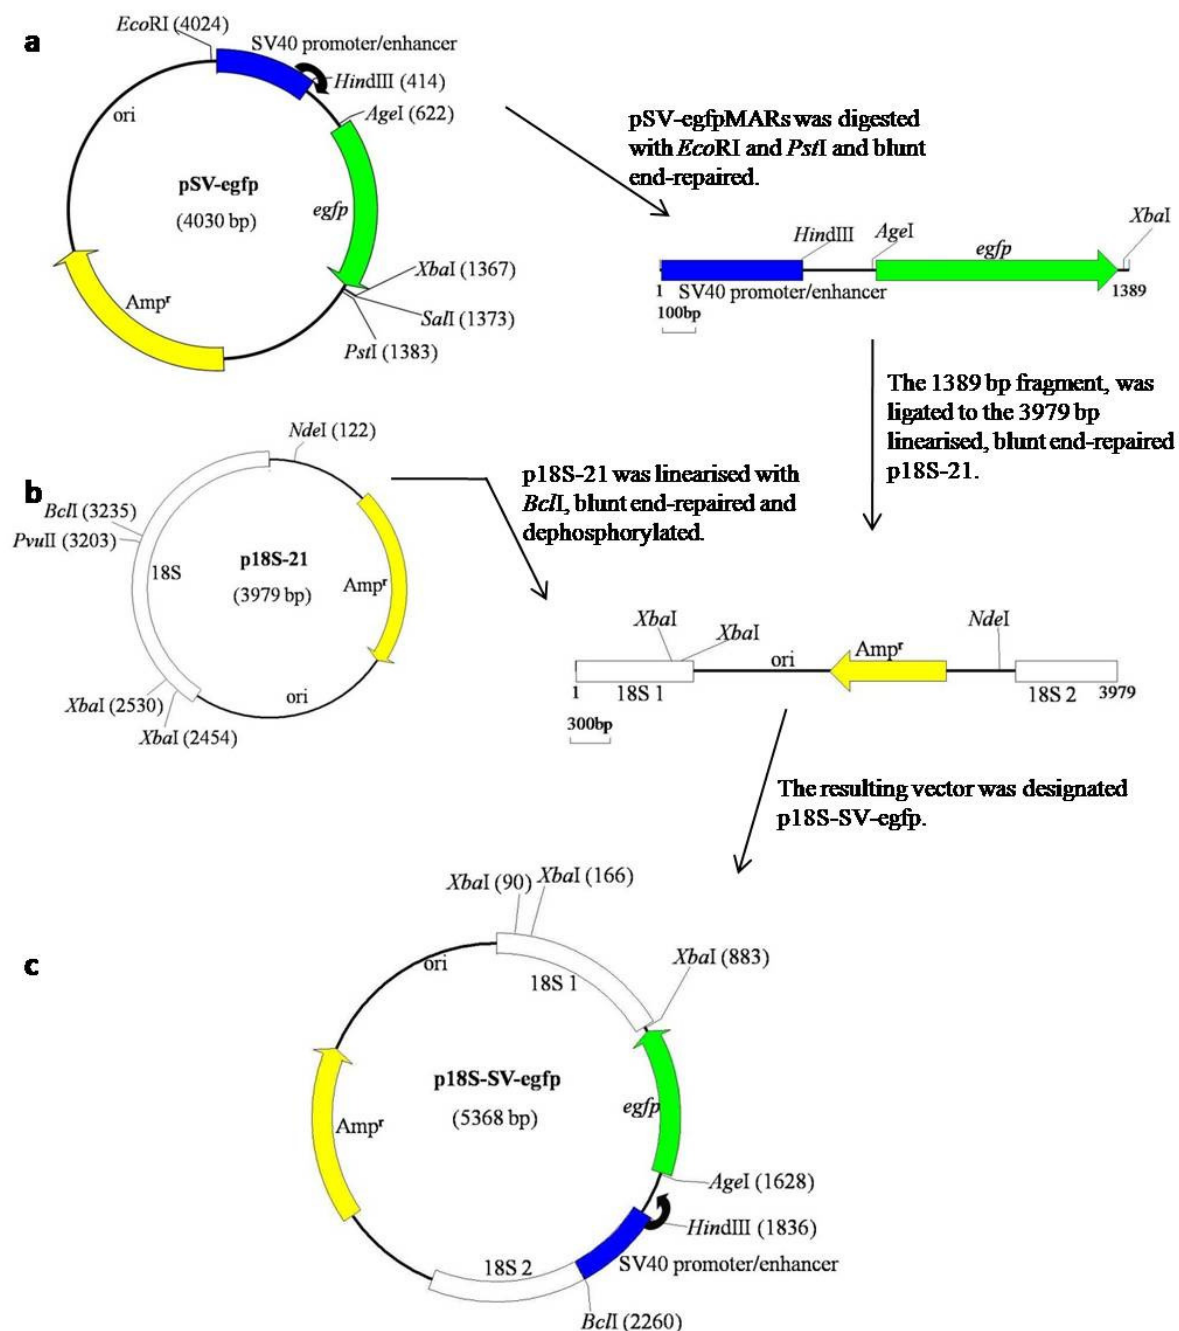 a
EcoRI (4024)
SV40 promoter/enhancer
HindIII (414)
AgeI (622)
ori
pSV-egfp
(4030 bp)
egfp
XbaI (1367)
SalI (1373)
PstI (1383)
Ampr
pSV-egfpMARs was digested
with EcoRI and PstI and blunt
end-repaired.
XbaI
HindIII
AgeI
egfp
1
SV40 promoter/enhancer
1389
100bp
The 1389 bp fragment, was
ligated to the 3979 bp
linearised, blunt end-repaired
p18S-21.
b
NdeI (122)
BclI (3235)
PvuII (3203)
18S
p18S-21
(3979 bp)
Ampr
ori
XbaI (2530)
XbaI (2454)
p18S-21 was linearised with
BclI, blunt end-repaired and
dephosphorylated.
XbaI
XbaI
ori
Ampr
NdeI
1
18S 1
18S 2
3979
300bp
The resulting vector was designated
p18S-SV-egfp.
c
XbaI (90)
XbaI (166)
XbaI (883)
ori
18S 1
p18S-SV-egfp
(5368 bp)
egfp
Ampr
AgeI (1628)
HindIII (1836)
SV40 promoter/enhancer
18S 2
BclI (2260)